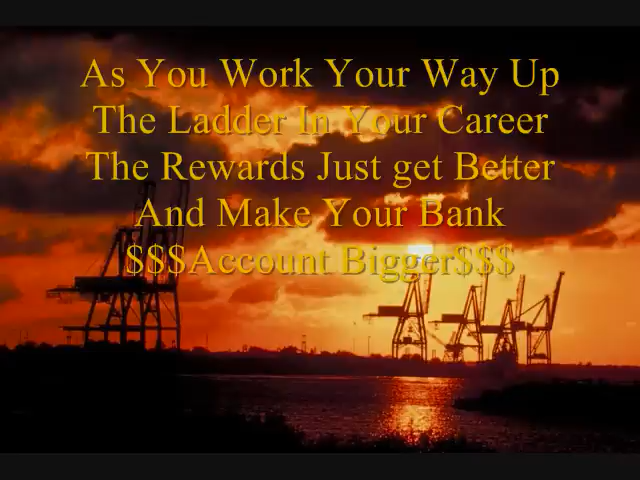 As You Work Your Way Up
The Ladder In Your Career
The Rewards Just get Better
And Make Your Bank
$$$Account Bigger$$$